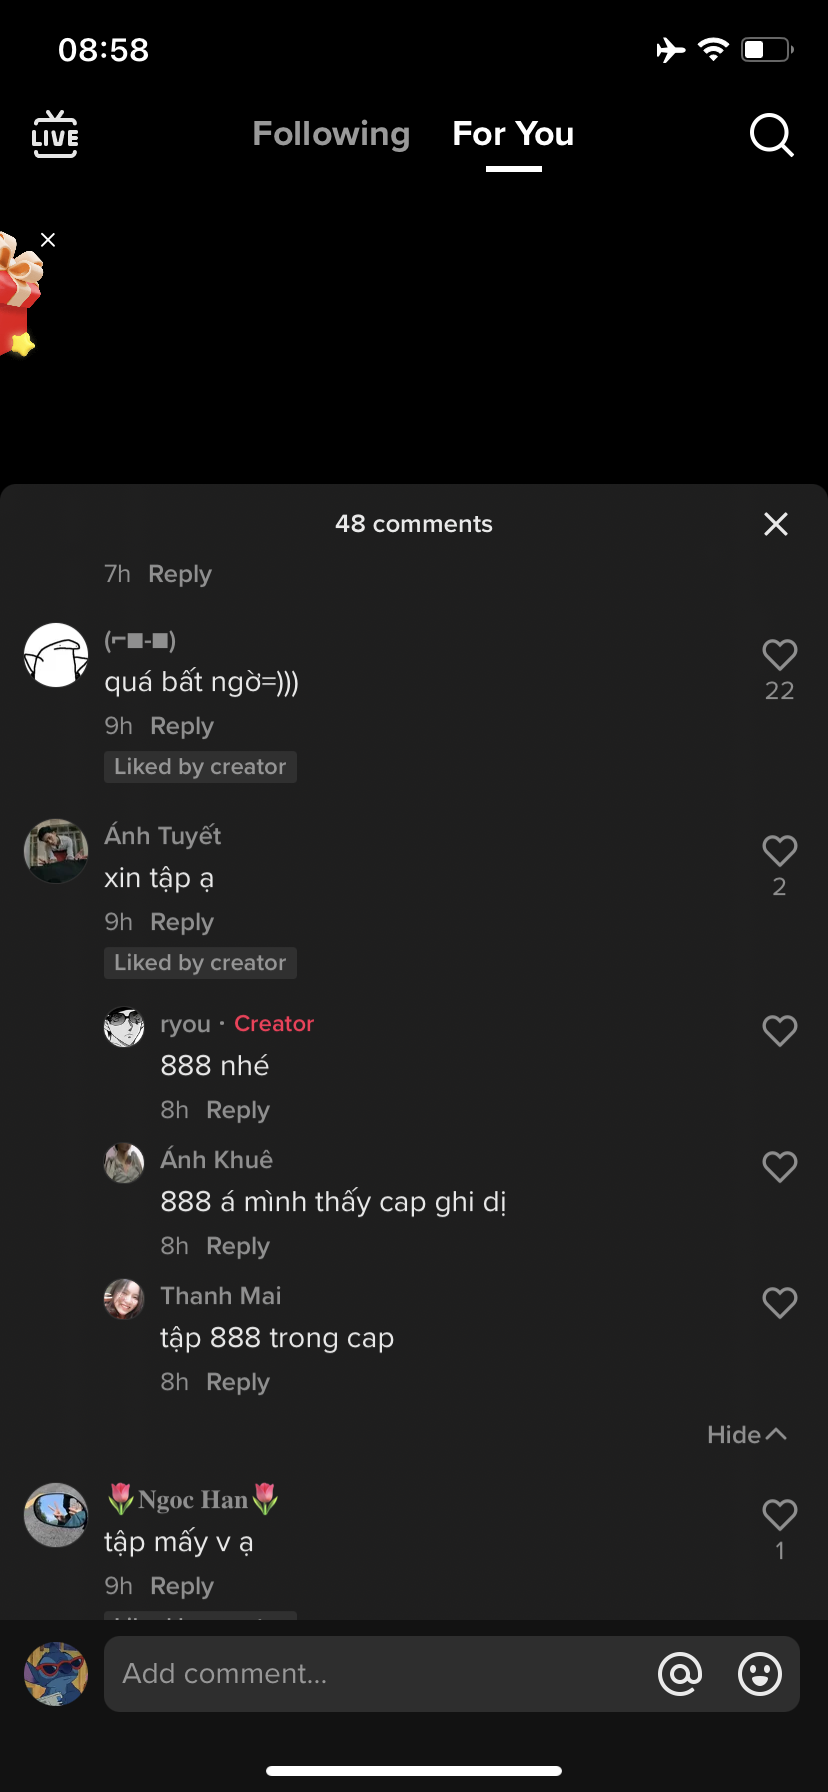 08:58
LIVE
Following
For You
48 comments
7h Reply
(⌐■-■)
quá bất ngờ=)))
22
9h Reply
Liked by creator
Ánh Tuyết
xin tập ạ
2
9h Reply
Liked by creator
ryou · Creator
888 nhé
8h Reply
Ánh Khuê
888 á mình thấy cap ghi dị
8h Reply
Thanh Mai
tập 888 trong cap
8h Reply
Hide
🌷Ngoc Han🌷
tập mấy v ạ
1
9h Reply
Add comment...